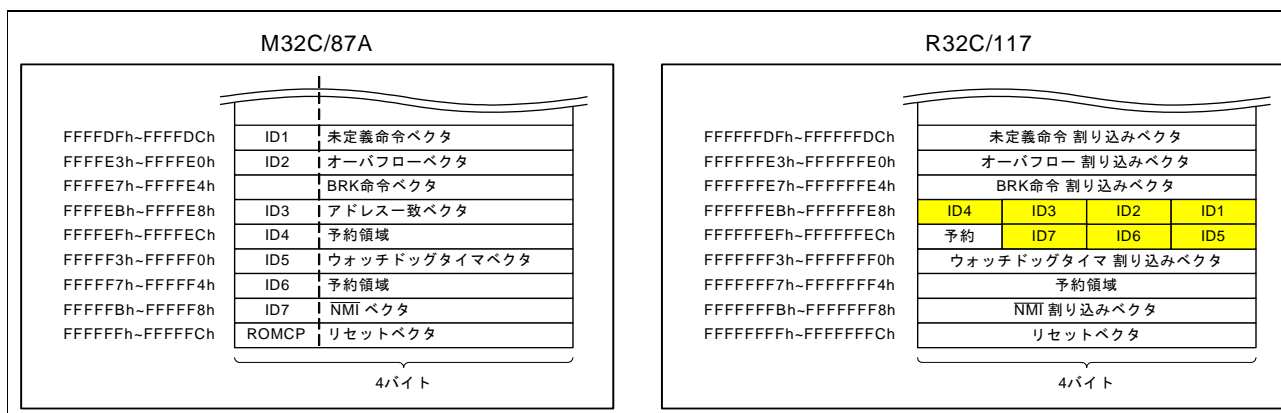 M32C/87A
FFFFDFh~FFFFDCh ID1 未定義命令ベクタ
FFFFE3h~FFFFE0h ID2 オーバフローベクタ
FFFFE7h~FFFFE4h BRK命令ベクタ
FFFFEBh~FFFFE8h ID3 アドレス一致ベクタ
FFFFEFh~FFFFECh ID4 予約領域
FFFFF3h~FFFFF0h ID5 ウォッチドッグタイマベクタ
FFFFF7h~FFFFF4h ID6 予約領域
FFFFFBh~FFFFF8h ID7 NMI ベクタ
FFFFFFh~FFFFFCh ROMCP リセットベクタ
4バイト
R32C/117
FFFFFFDFh~FFFFFFDCh 未定義命令 割り込みベクタ
FFFFFFE3h~FFFFFFE0h オーバフロー 割り込みベクタ
FFFFFFE7h~FFFFFFE4h BRK命令 割り込みベクタ
FFFFFFEBh~FFFFFFE8h ID4 ID3 ID2 ID1
FFFFFFEFh~FFFFFFECh 予約 ID7 ID6 ID5
FFFFFFF3h~FFFFFFF0h ウォッチドッグタイマ 割り込みベクタ
FFFFFFF7h~FFFFFFF4h 予約領域
FFFFFFFBh~FFFFFFF8h NMI 割り込みベクタ
FFFFFFFFh~FFFFFFFCh リセットベクタ
4バイト